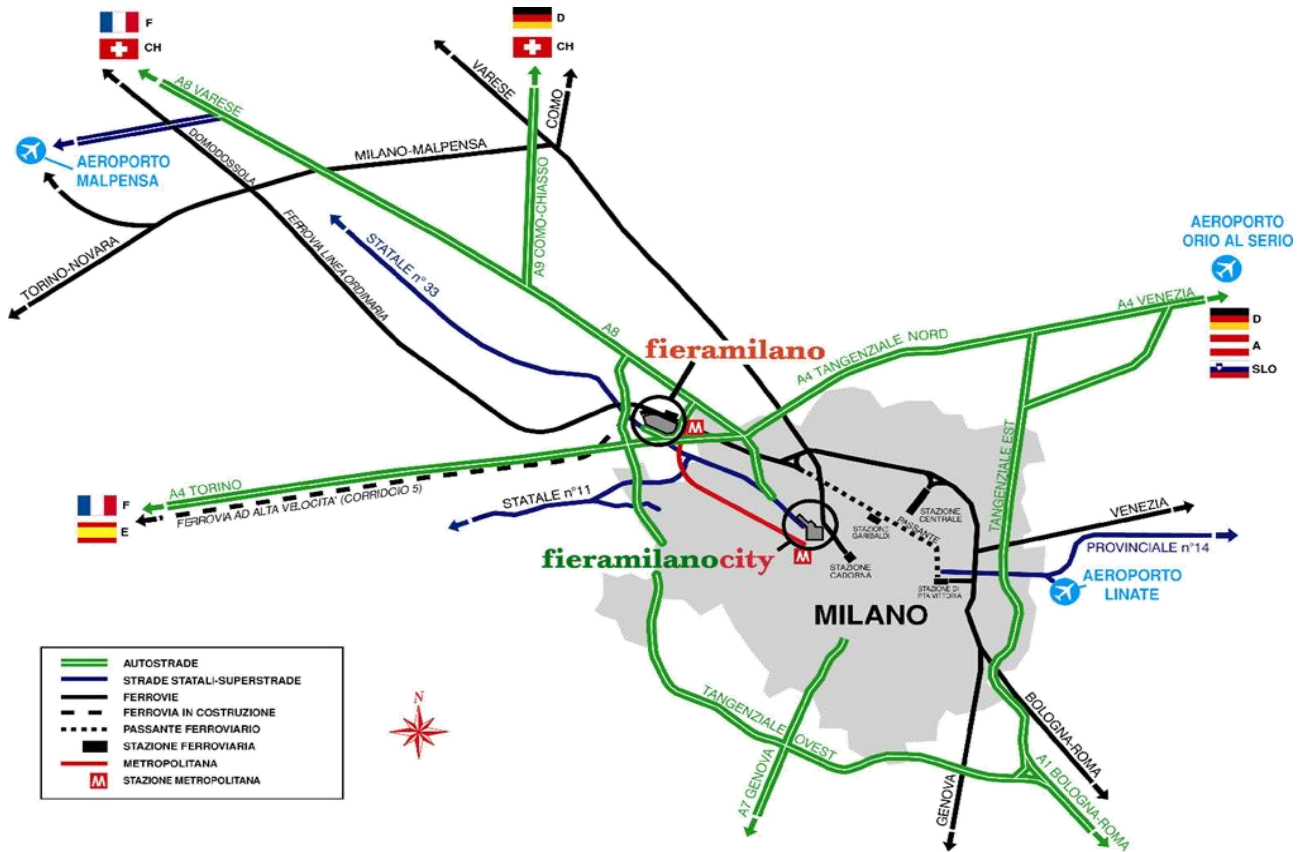 F
CH
D
CH
A8 VARESE
VARESE
COMO
DOMODOSSOLA
MILANO-MALPENSA
AEROPORTO
MALPENSA
A9 COMO-CHIASSO
FERROVIA LINEA ORDINARIA
STATALE n° 33
TORINO-NOVARA
AEROPORTO
ORIO AL SERIO
A4 VENEZIA
D
A
SLO
A8
fieramilano
A4 TANGENZIALE NORD
M
TANGENZIALE EST
A4 TORINO
FERROVIA AD ALTA VELOCITA' (CORRIDOIO 5)
F
E
STATALE n°11
STAZIONE
CENTRALE
STAZIONE
GARIBALDI
PASSANTE
VENEZIA
PROVINCIALE n°14
fieramilanocity
M
STAZIONE
CADORNA
STAZIONE DI
P.TA VITTORIA
AEROPORTO
LINATE
MILANO
AUTOSTRADE
STRADE STATALI-SUPERSTRADE
FERROVIE
FERROVIA IN COSTRUZIONE
PASSANTE FERROVIARIO
STAZIONE FERROVIARIA
METROPOLITANA
M STAZIONE METROPOLITANA
N
TANGENZIALE OVEST
A7 GENOVA
GENOVA
BOLOGNA-ROMA
A1 BOLOGNA-ROMA